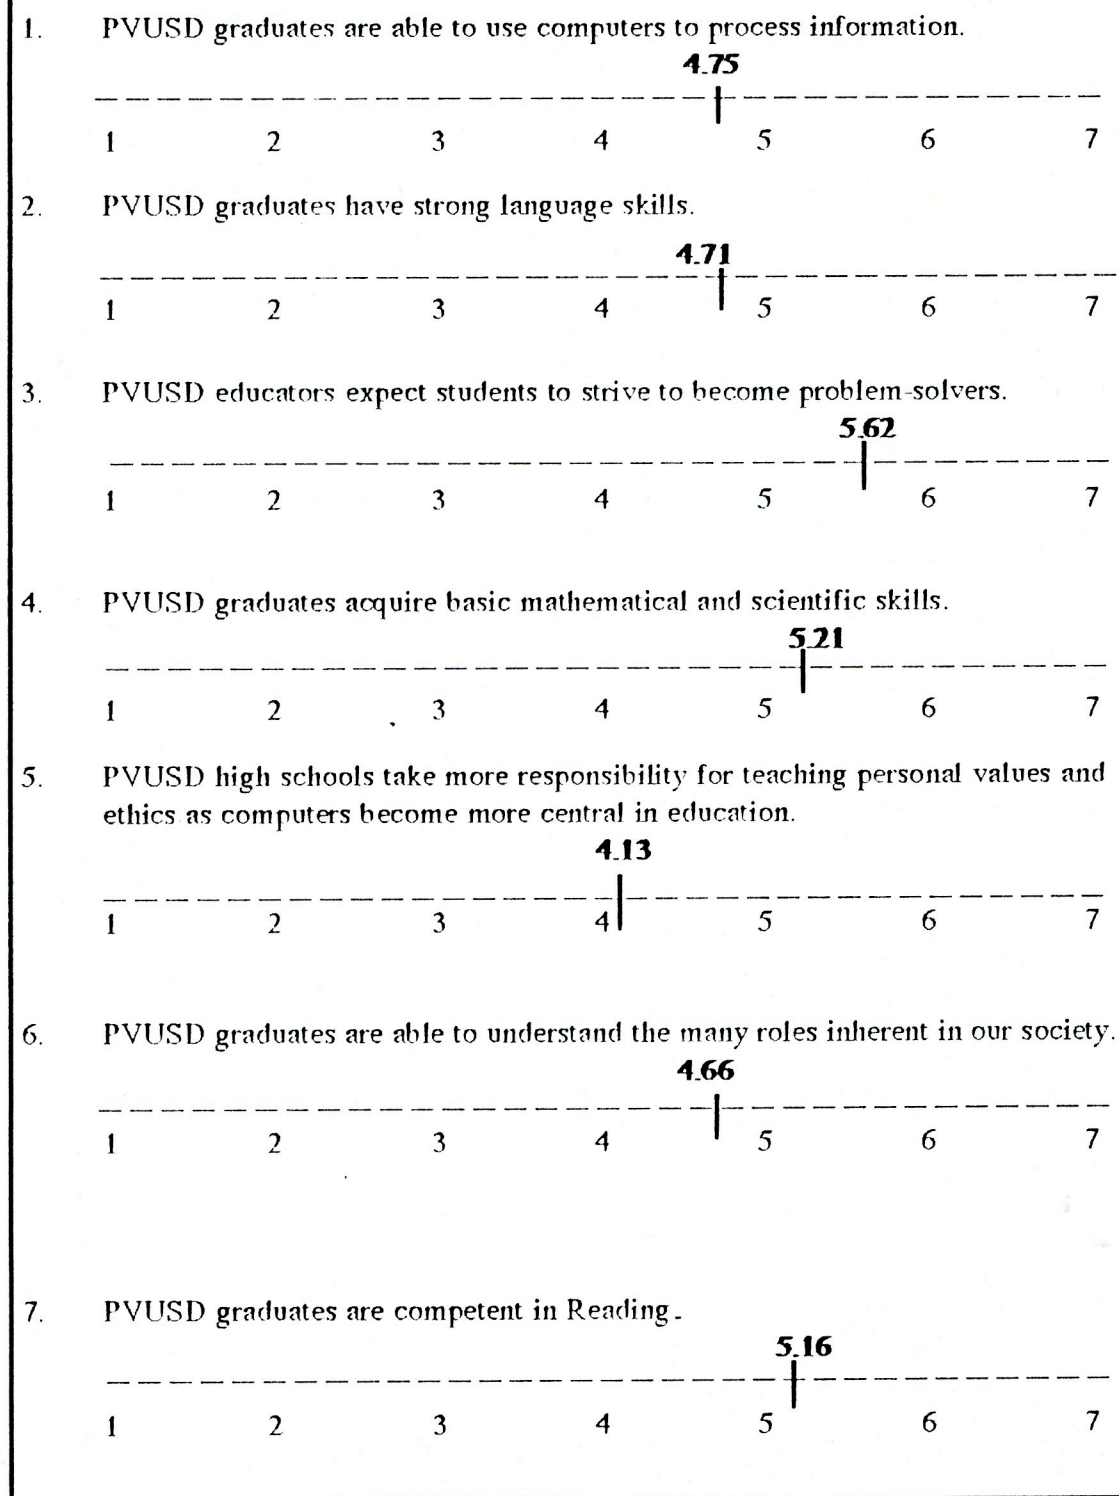 1. PVUSD graduates are able to use computers to process information.
4.75
1 2 3 4 5 6 7
2. PVUSD graduates have strong language skills.
4.71
1 2 3 4 5 6 7
3. PVUSD educators expect students to strive to become problem-solvers.
5.62
1 2 3 4 5 6 7
4. PVUSD graduates acquire basic mathematical and scientific skills.
5.21
1 2 3 4 5 6 7
5. PVUSD high schools take more responsibility for teaching personal values and
ethics as computers become more central in education.
4.13
1 2 3 4 5 6 7
6. PVUSD graduates are able to understand the many roles inherent in our society.
4.66
1 2 3 4 5 6 7
7. PVUSD graduates are competent in Reading.
5.16
1 2 3 4 5 6 7